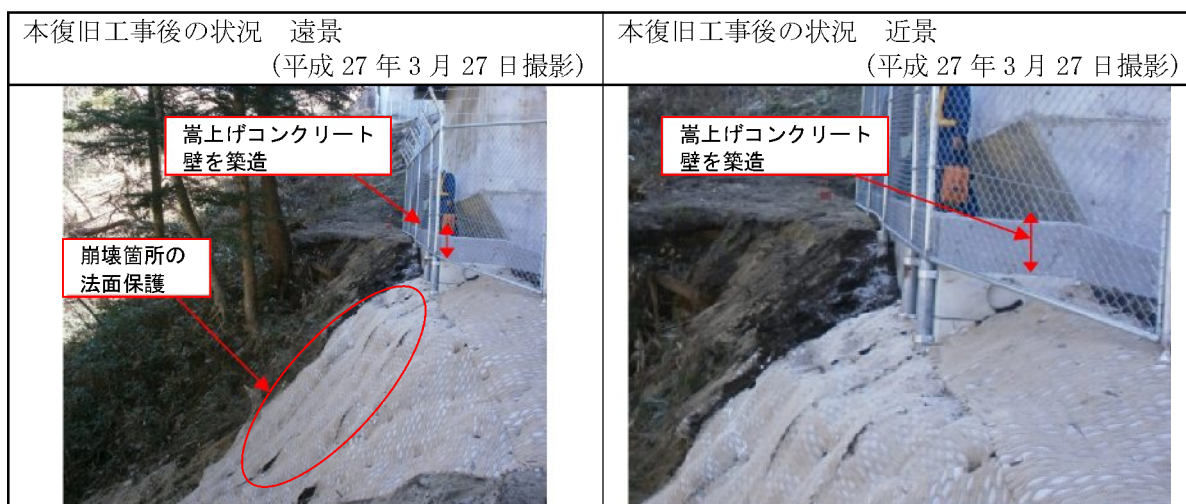 本復旧工事後の状況　遠景
(平成 27 年 3 月 27 日撮影)
嵩上げコンクリート
壁を築造
崩壊箇所の
法面保護
本復旧工事後の状況　近景
(平成 27 年 3 月 27 日撮影)
嵩上げコンクリート
壁を築造